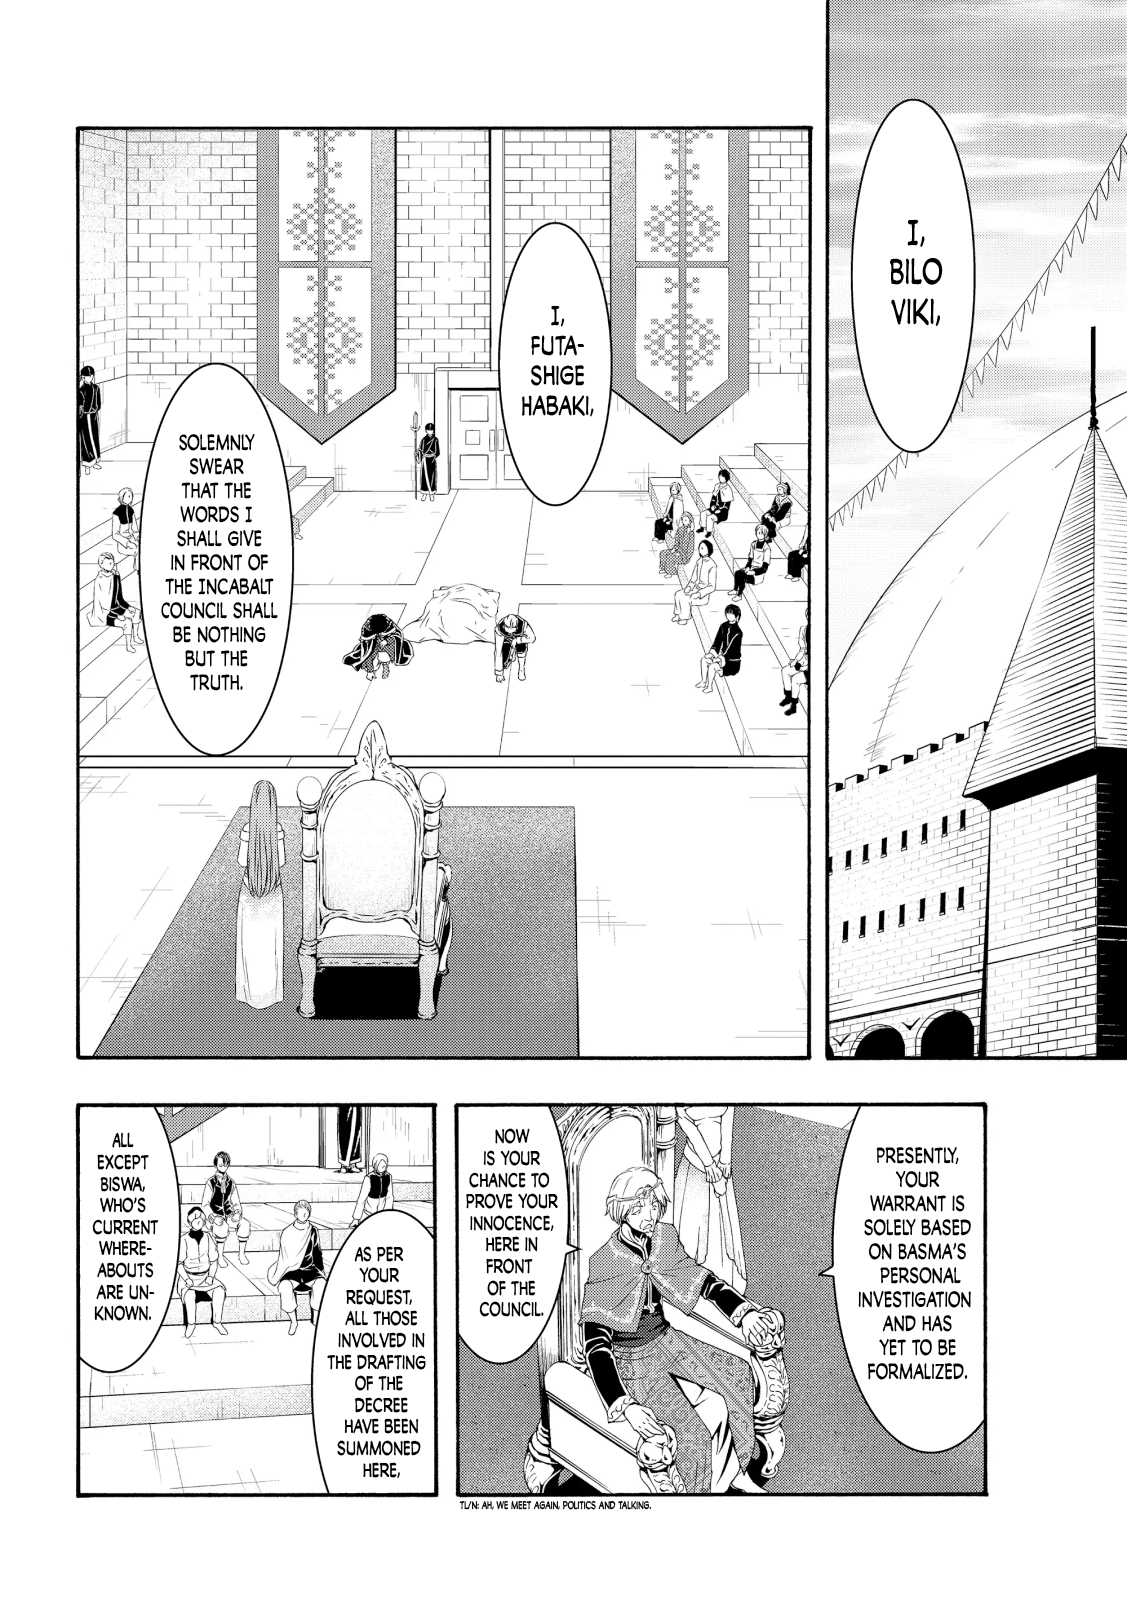 I,
BILO
VIKI,
I,
FUTA-
SHIGE
HABAKI,
SOLEMNLY
SWEAR
THAT THE
WORDS I
SHALL GIVE
IN FRONT OF
THE INCABALT
COUNCIL SHALL
BE NOTHING
BUT THE
TRUTH.
PRESENTLY,
YOUR
WARRANT IS
SOLELY BASED
ON BASMA'S
PERSONAL
INVESTIGATION
AND HAS
YET TO BE
FORMALIZED.
NOW
IS YOUR
CHANCE TO
PROVE YOUR
INNOCENCE,
HERE IN
FRONT
OF THE
COUNCIL.
AS PER
YOUR
REQUEST,
ALL THOSE
INVOLVED IN
THE DRAFTING
OF THE
DECREE
HAVE BEEN
SUMMONED
HERE,
ALL
EXCEPT
BISWA,
WHO'S
CURRENT
WHERE-
ABOUTS
ARE UN-
KNOWN.
TL/N: AH, WE MEET AGAIN, POLITICS AND TALKING.